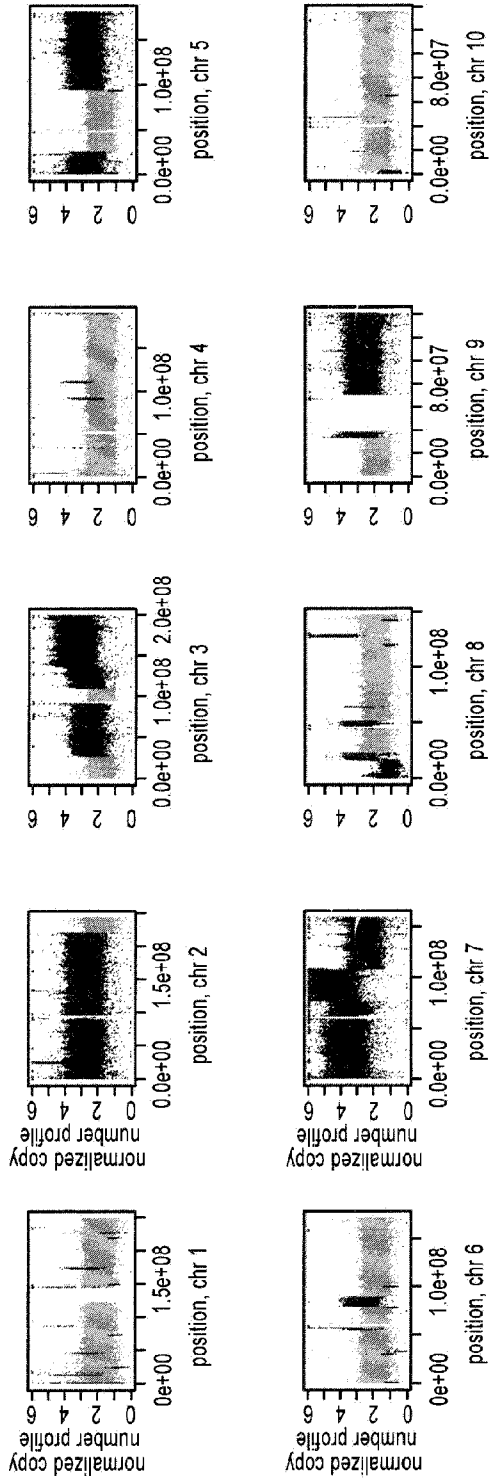 normalized copy
number profile
6 4 2 0
0e+00 1.5e+08
position, chr 1
normalized copy
number profile
6 4 2 0
0.0e+00 1.5e+08
position, chr 2
6 4 2 0
0.0e+00 1.0e+08 2.0e+08
position, chr 3
6 4 2 0
0.0e+00 1.0e+08
position, chr 4
6 4 2 0
0.0e+00 1.0e+08
position, chr 5
normalized copy
number profile
6 4 2 0
0.0e+00 1.0e+08
position, chr 6
normalized copy
number profile
6 4 2 0
0.0e+00 1.0e+08
position, chr 7
6 4 2 0
0.0e+00 1.0e+08
position, chr 8
6 4 2 0
0.0e+00 8.0e+07
position, chr 9
6 4 2 0
0.0e+00 8.0e+07
position, chr 10